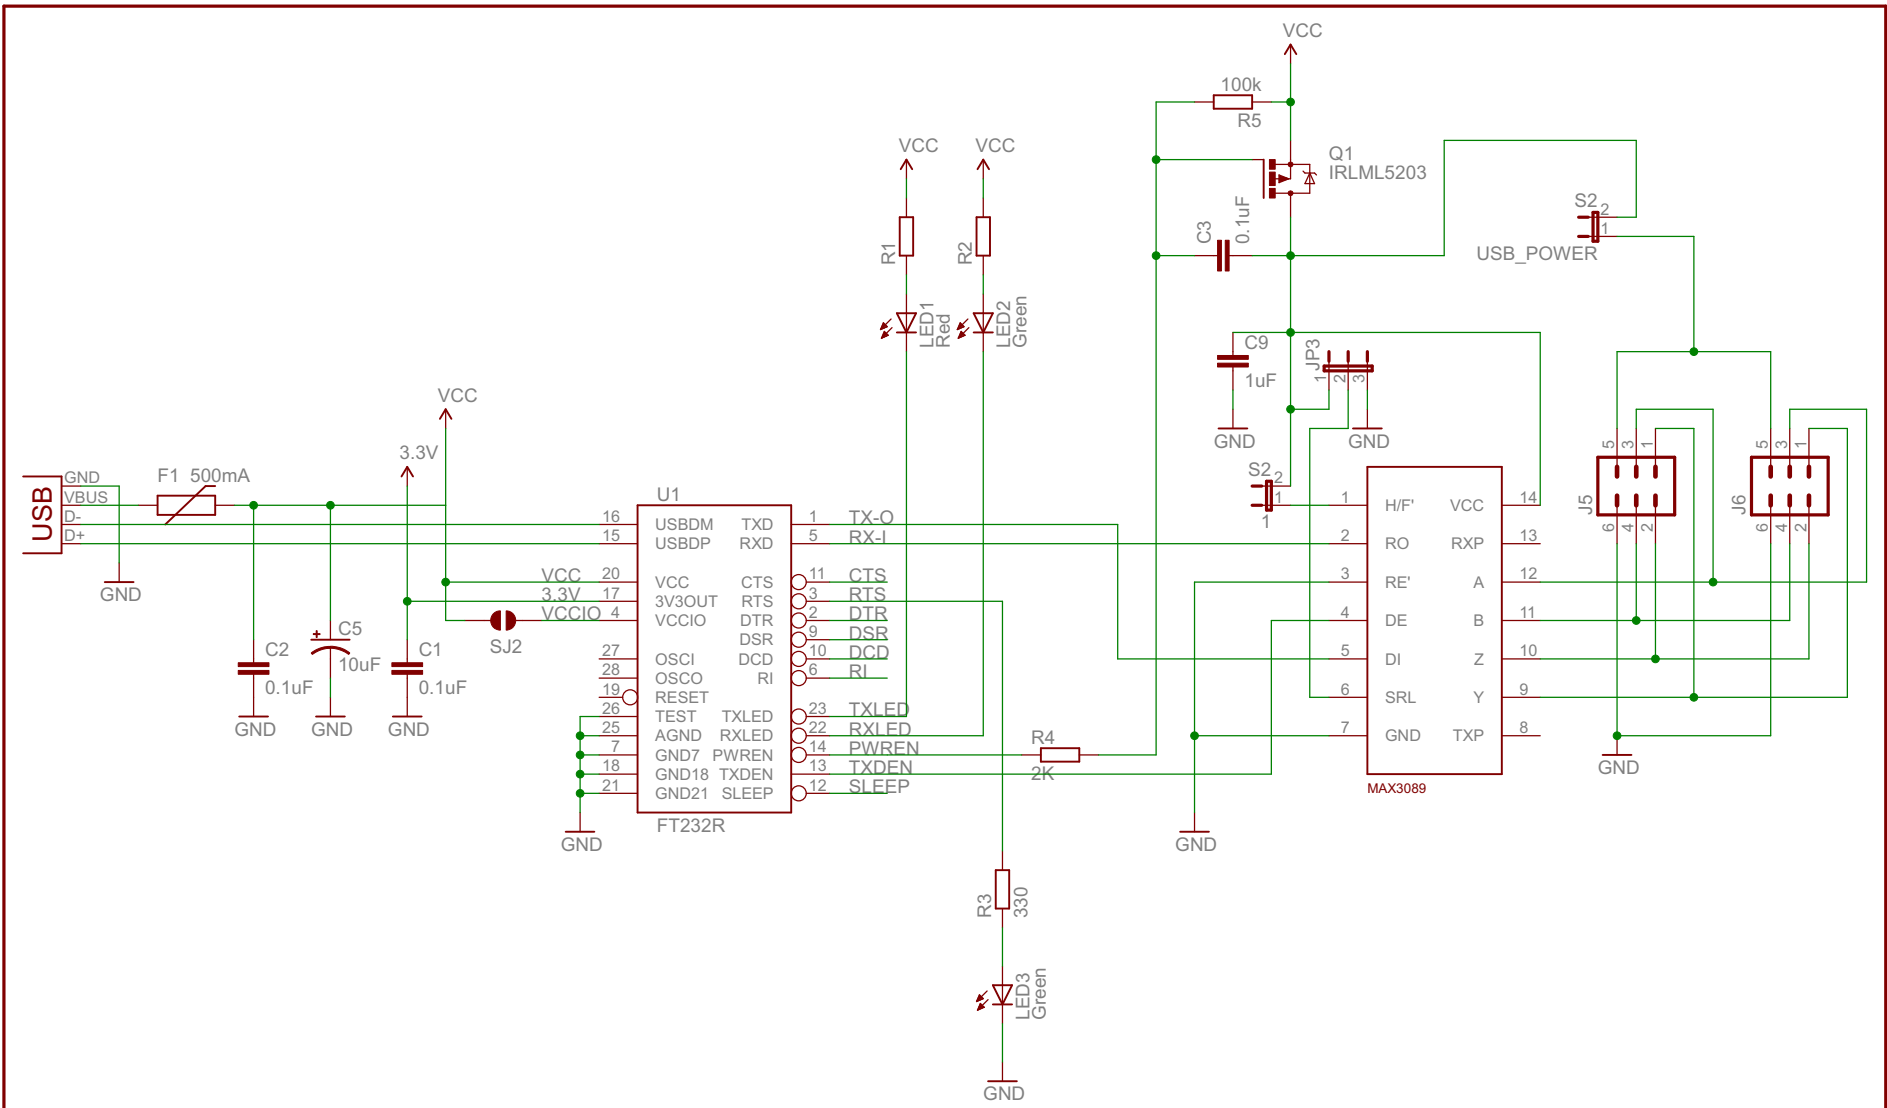 VCC
100k
R5
Q1
IRLML5203
VCC
VCC
R1
R2
LED1
Red
LED2
Green
C3
0.1uF
S2
2
1
USB_POWER
C9
1uF
GND
JP3
1
2
3
GND
VCC
3.3V
USB
GND
VBUS
D-
D+
F1 500mA
GND
C2
0.1uF
GND
C5
10uF
GND
C1
0.1uF
GND
SJ2
VCC
3.3V
VCCIO
U1
16 USBDM TXD 1 TX-O
15 USBDP RXD 5 RX-I
20 VCC CTS 11 CTS
17 3V3OUT RTS 3 RTS
4 VCCIO DTR 2 DTR
DSR 9 DSR
27 OSCI DCD 10 DCD
28 OSCO RI 6 RI
19 RESET
26 TEST TXLED 23 TXLED
25 AGND RXLED 22 RXLED
7 GND7 PWREN 14 PWREN
18 GND18 TXDEN 13 TXDEN
21 GND21 SLEEP 12 SLEEP
FT232R
GND
R4
2K
R3
330
LED3
Green
GND
GND
S2
2
1
1
1 H/F' VCC 14
2 RO RXP 13
3 RE' A 12
4 DE B 11
5 DI Z 10
6 SRL Y 9
7 GND TXP 8
MAX3089
J5
5 3 1
6 4 2
J6
5 3 1
6 4 2
GND